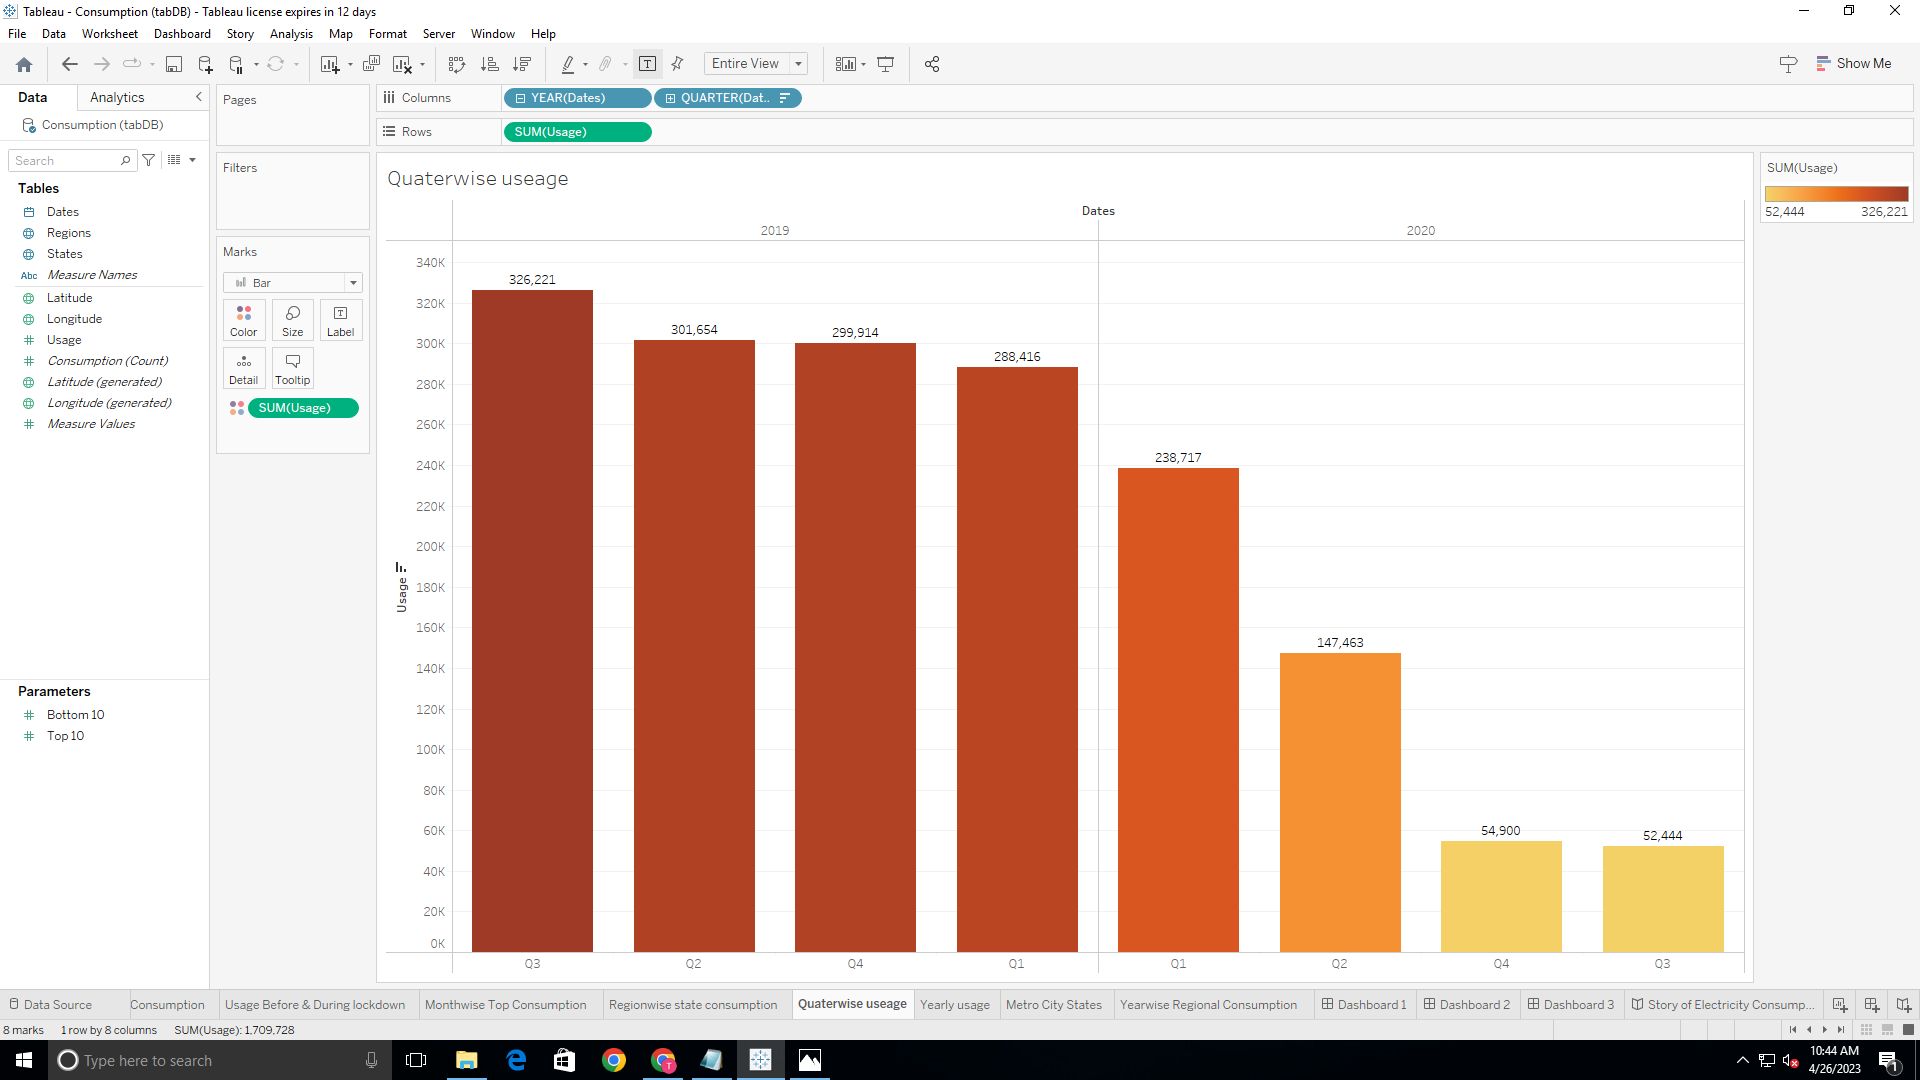 Tableau - Consumption (tabDB) - Tableau license expires in 12 days
File Data Worksheet Dashboard Story Analysis Map Format Server Window Help
Entire View
Show Me
Data Analytics
Consumption (tabDB)
Search
Tables
Dates
Regions
States
Abc Measure Names
Latitude
Longitude
Usage
Consumption (Count)
Latitude (generated)
Longitude (generated)
Measure Values
Parameters
Bottom 10
Top 10
Pages
Filters
Marks
Bar
Color Size Label
Detail Tooltip
SUM(Usage)
Columns YEAR(Dates) QUARTER(Dat..
Rows SUM(Usage)
Quaterwise useage
Dates
2019 2020
340K
320K
300K
280K
260K
240K
220K
200K
180K
160K
140K
120K
100K
80K
60K
40K
20K
0K
Usage
326,221
301,654
299,914
288,416
238,717
147,463
54,900
52,444
Q3 Q2 Q4 Q1 Q1 Q2 Q4 Q3
SUM(Usage)
52,444 326,221
Data Source Consumption Usage Before & During lockdown Monthwise Top Consumption Regionwise state consumption Quaterwise useage Yearly usage Metro City States Yearwise Regional Consumption Dashboard 1 Dashboard 2 Dashboard 3 Story of Electricity Consump...
8 marks 1 row by 8 columns SUM(Usage): 1,709,728
Type here to search
T
10:44 AM
4/26/2023
1